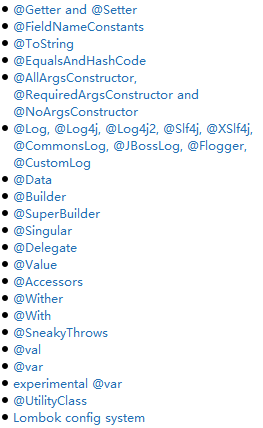 @Getter and @Setter
@FieldNameConstants
@ToString
@EqualsAndHashCode
@AllArgsConstructor,
@RequiredArgsConstructor and
@NoArgsConstructor
@Log, @Log4j, @Log4j2, @Slf4j, @XSlf4j,
@CommonsLog, @JBossLog, @Flogger,
@CustomLog
@Data
@Builder
@SuperBuilder
@Singular
@Delegate
@Value
@Accessors
@Wither
@With
@SneakyThrows
@val
@var
experimental @var
@UtilityClass
Lombok config system